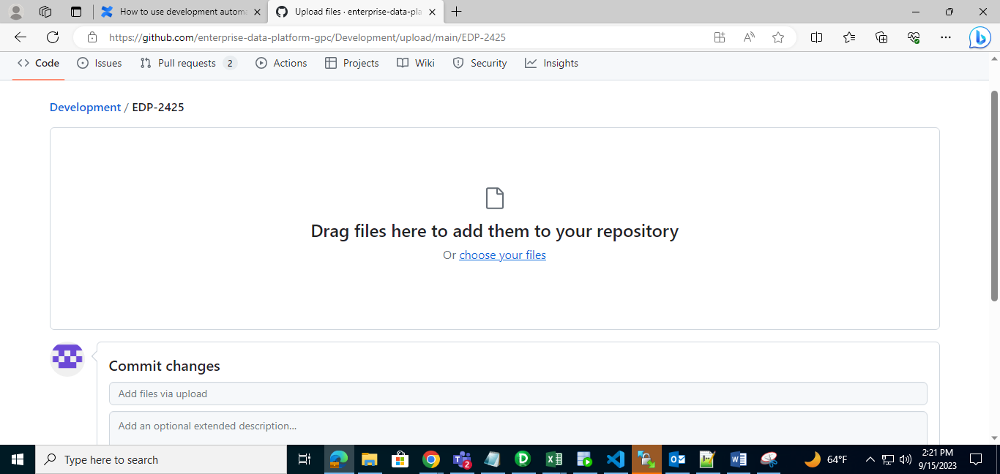 How to use development automa
Upload files · enterprise-data-pla
https://github.com/enterprise-data-platform-gpc/Development/upload/main/EDP-2425
Code Issues Pull requests 2 Actions Projects Wiki Security Insights
Development / EDP-2425
Drag files here to add them to your repository
Or choose your files
Commit changes
Add files via upload
Add an optional extended description...
Type here to search
2
64°F
2:21 PM
9/15/2023